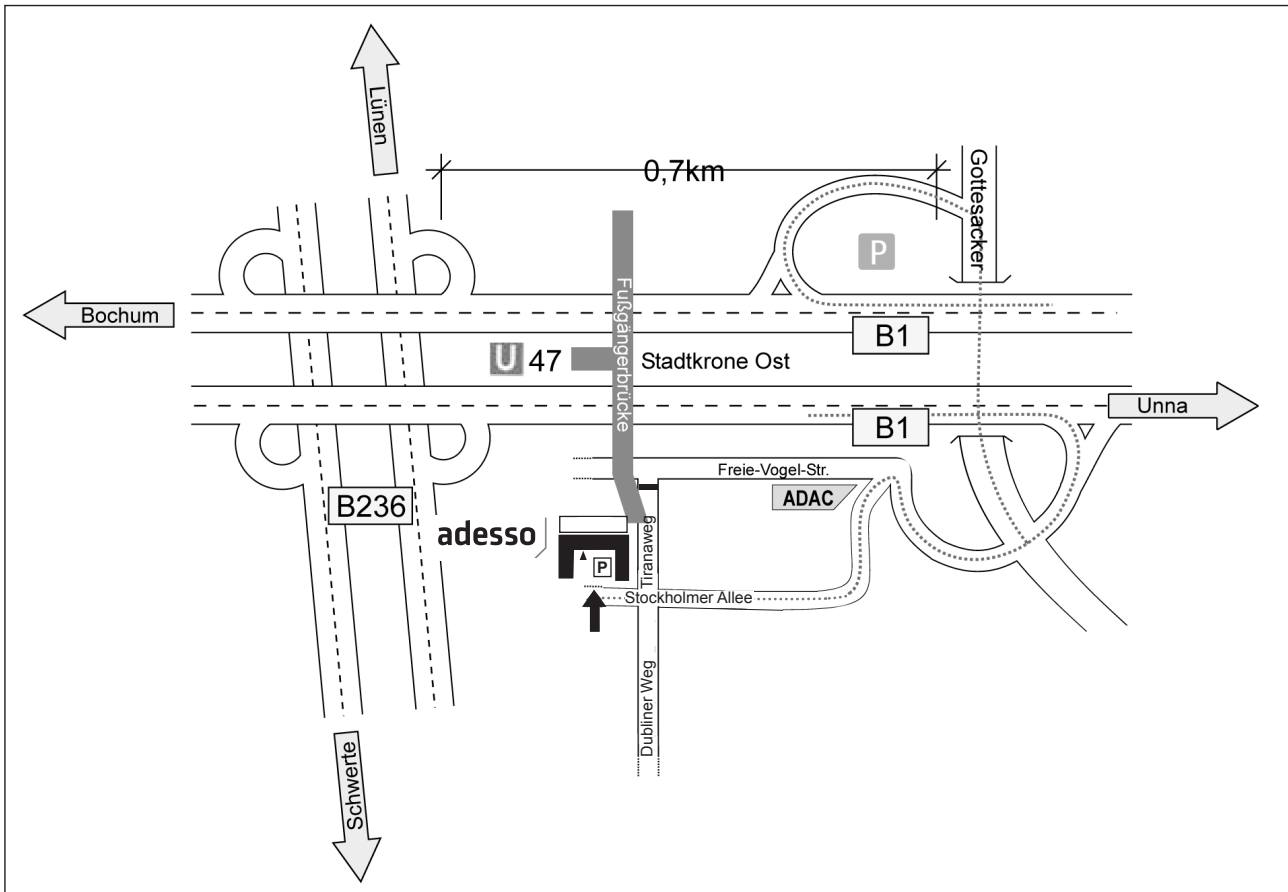 Lünen
0,7km
Gottesacker
P
Fußgängerbrücke
Bochum
B1
U 47
Stadtkrone Ost
Unna
B1
Freie-Vogel-Str.
ADAC
B236
adesso
P
Tiranaweg
Stockholmer Allee
Dubliner Weg
Schwerte